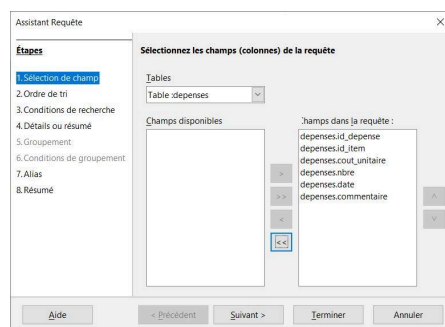 Assistant Requête
Étapes
Sélectionnez les champs (colonnes) de la requête
1. Sélection de champ
2. Ordre de tri
3. Conditions de recherche
4. Détails ou résumé
5. Groupement
6. Conditions de groupement
7. Alias
8. Résumé
Tables
Table :depenses
Champs disponibles
:hamps dans la requête :
depenses.id_depense
depenses.id_item
depenses.cout_unitaire
depenses.nbre
depenses.date
depenses.commentaire
>
>>
<
<<
Aide
< Précédent
Suivant >
Terminer
Annuler